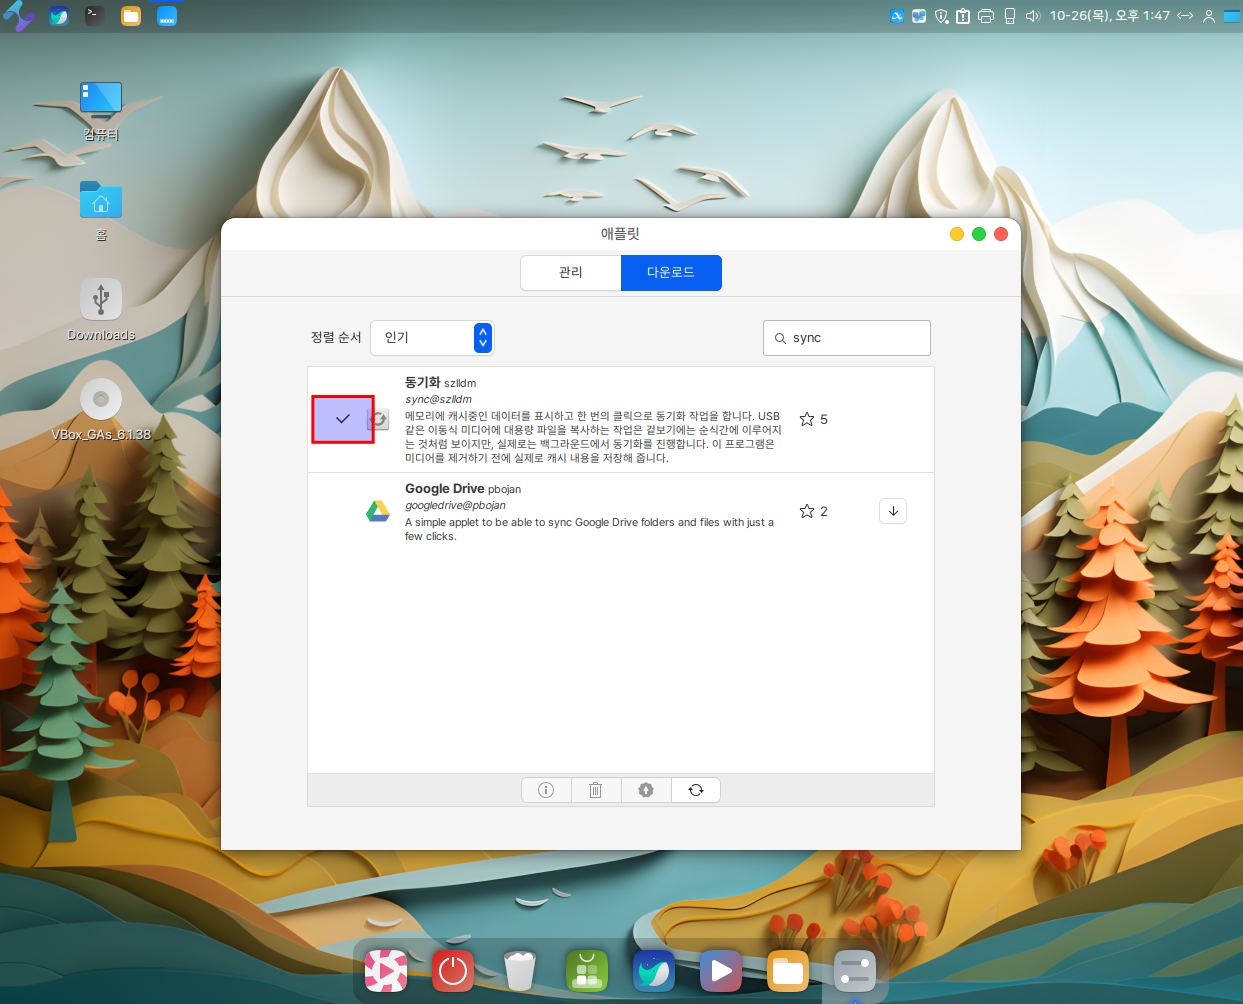 10-26(목), 오후 1:47
컴퓨터
홈
Downloads
VBox_GAs_6.1.38
애플릿
관리
다운로드
정렬 순서
인기
sync
동기화 szlldm
sync@szlldm
메모리에 캐시중인 데이터를 표시하고 한 번의 클릭으로 동기화 작업을 합니다. USB
같은 이동식 미디어에 대용량 파일을 복사하는 작업은 겉보기에는 순식간에 이루어지
는 것처럼 보이지만, 실제로는 백그라운드에서 동기화를 진행합니다. 이 프로그램은
미디어를 제거하기 전에 실제로 캐시 내용을 저장해 줍니다.
5
Google Drive pbojan
googledrive@pbojan
A simple applet to be able to sync Google Drive folders and files with just a
few clicks.
2